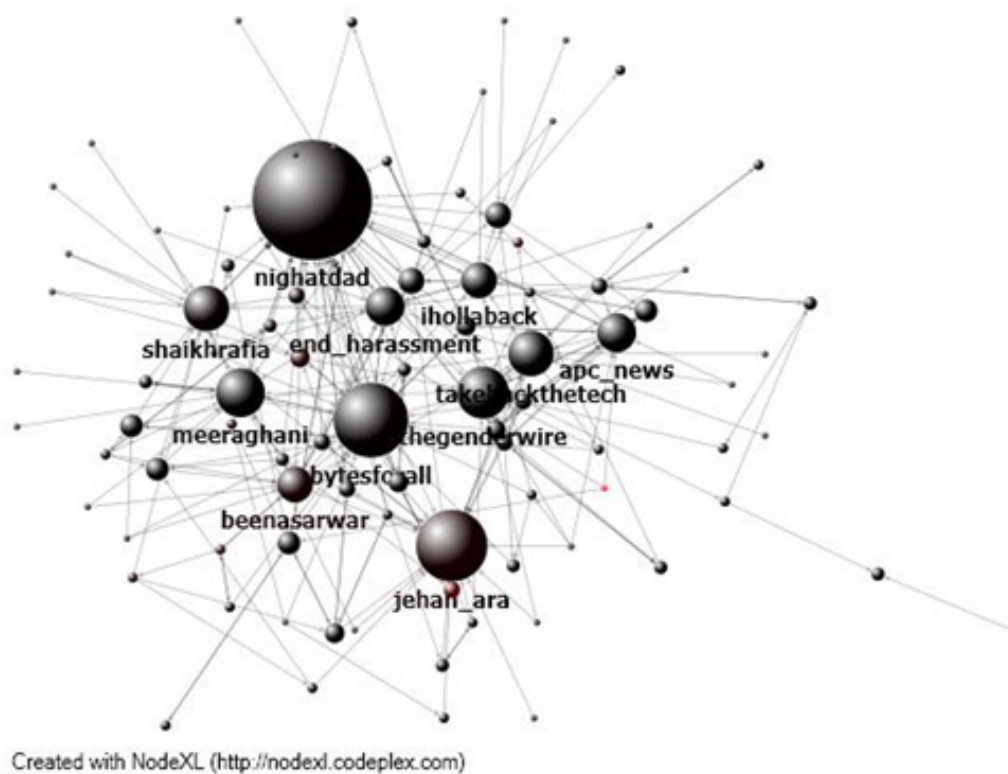 nighatdad
ihollaback
end_harassment
shaikhrafia
apc_news
takebackthetech
meeraghani
thegenderwire
bytesforall
beenasarwar
jehan_ara
Created with NodeXL (http://nodexl.codeplex.com)